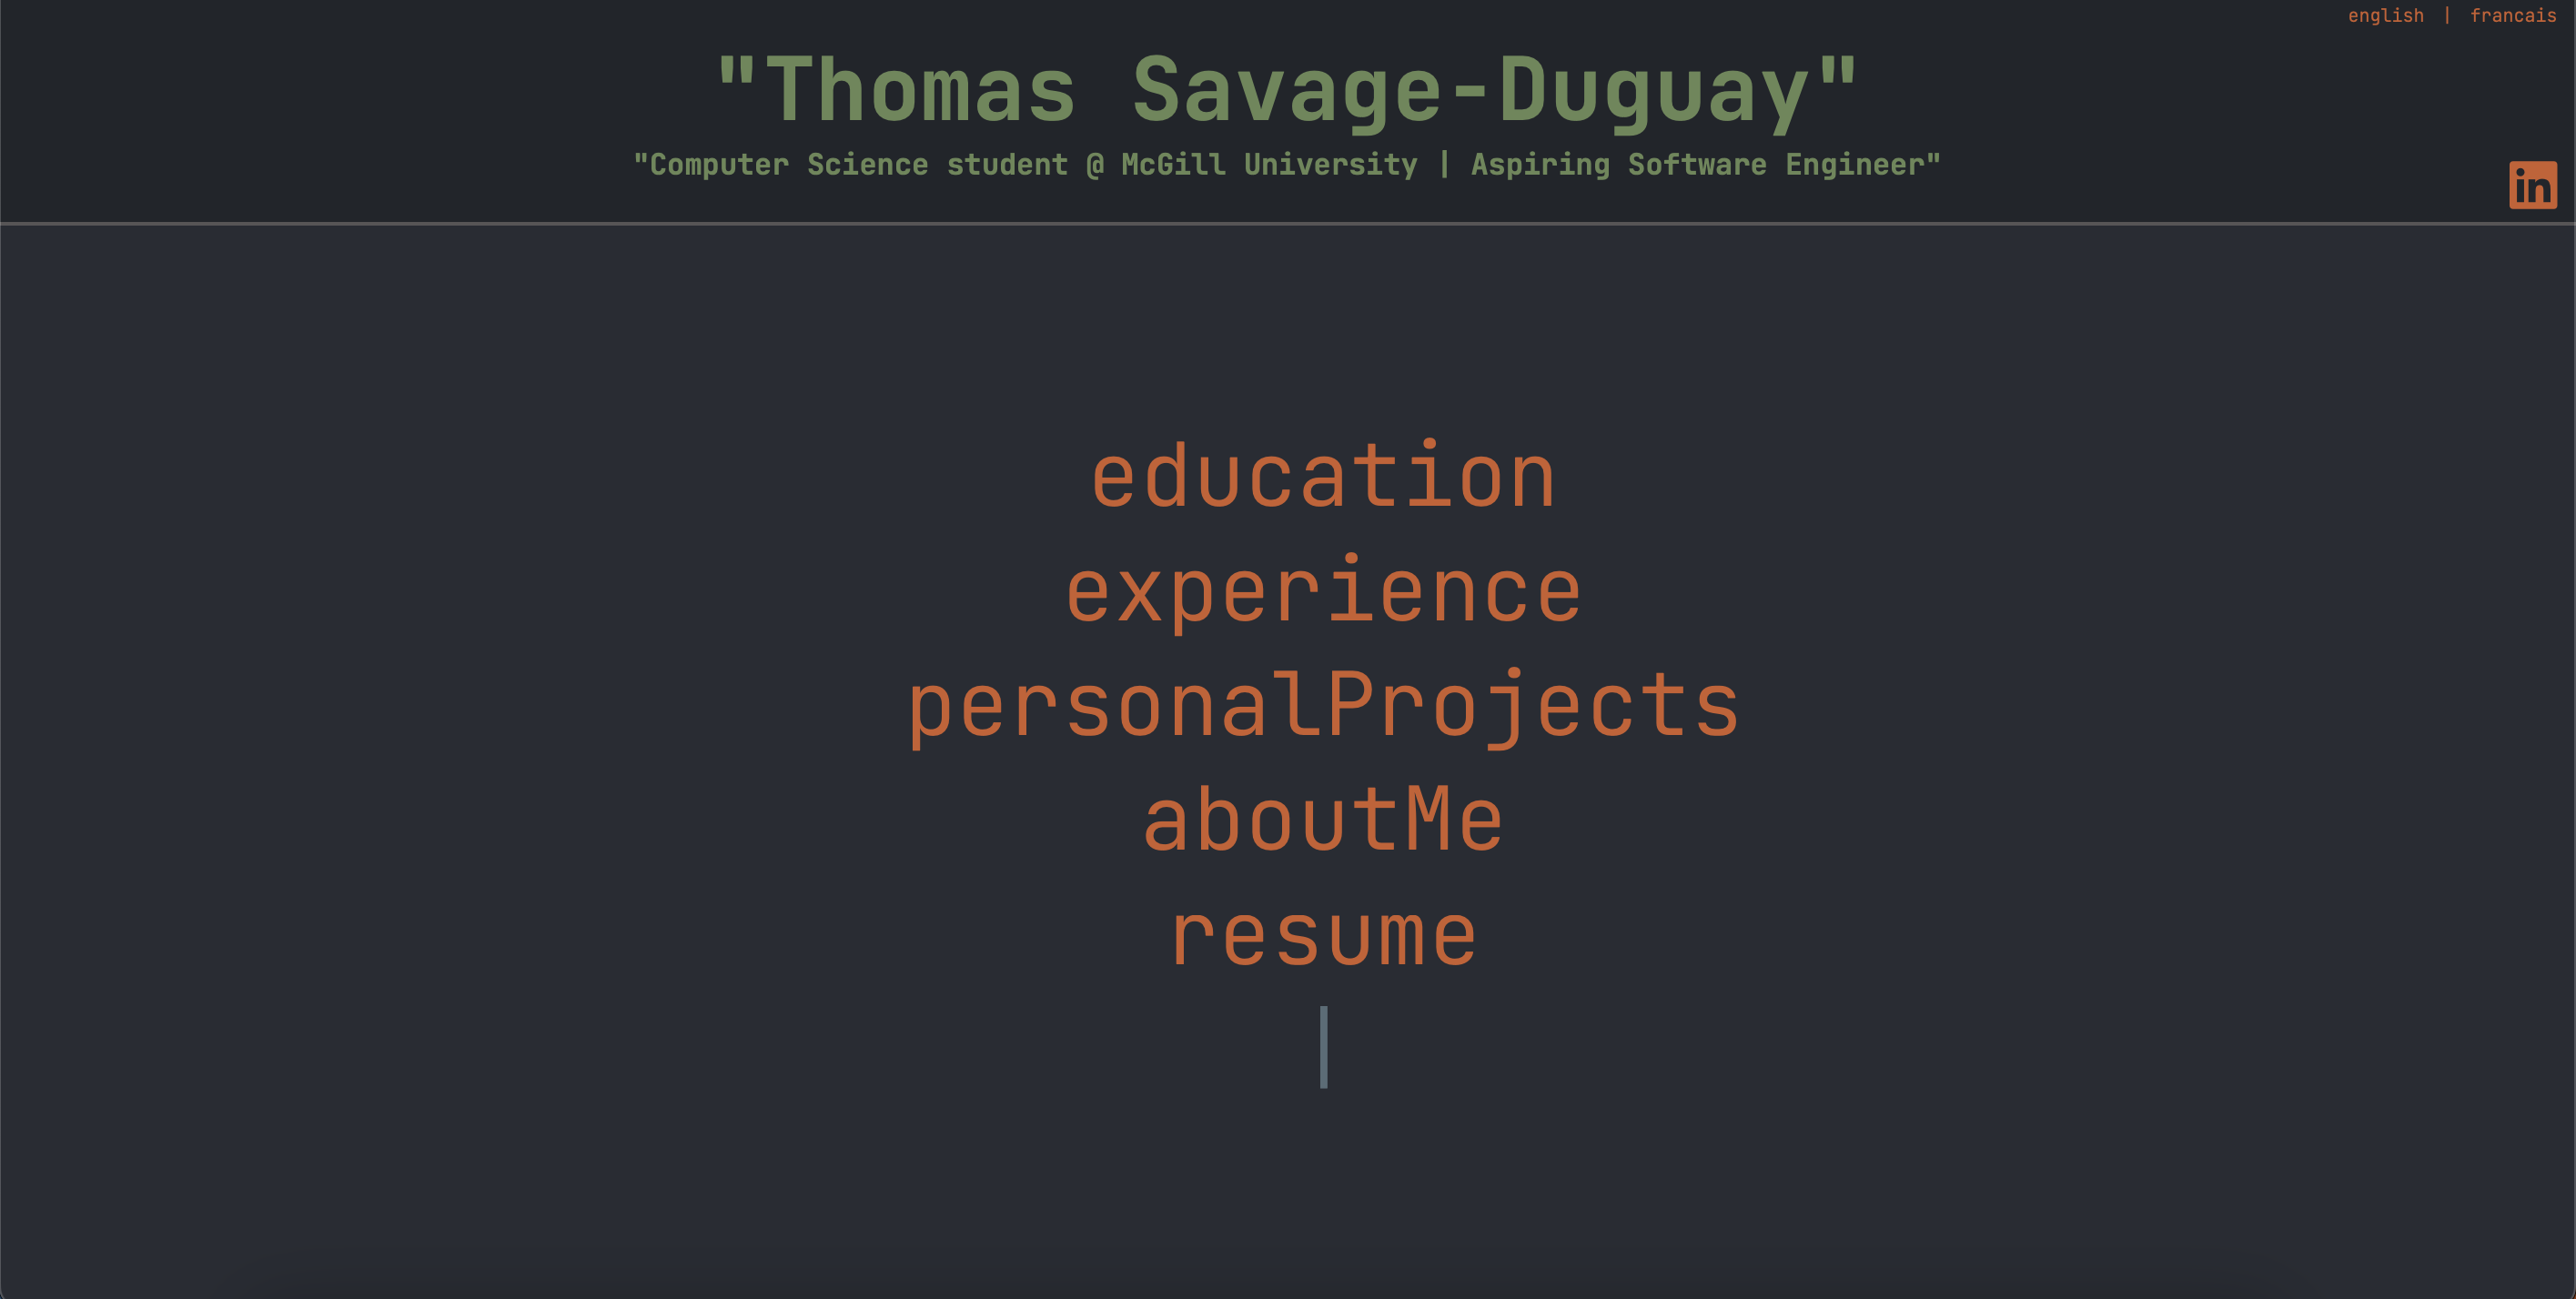 english | francais
"Thomas Savage-Duguay"
"Computer Science student @ McGill University | Aspiring Software Engineer"
in
education
experience
personalProjects
aboutMe
resume